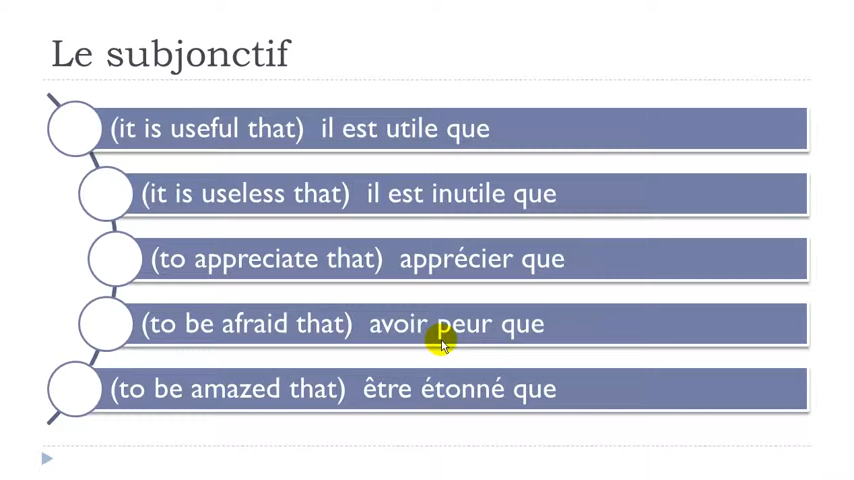 Le subjonctif
(it is useful that) il est utile que
(it is useless that) il est inutile que
(to appreciate that) apprécier que
(to be afraid that) avoir peur que
(to be amazed that) être étonné que